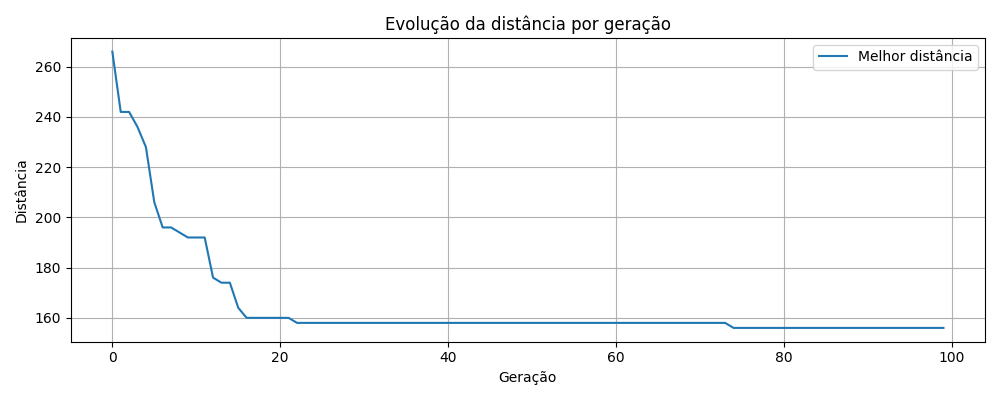 Evolução da distância por geração
Melhor distância
Distância
260
240
220
200
180
160
0 20 40 60 80 100
Geração